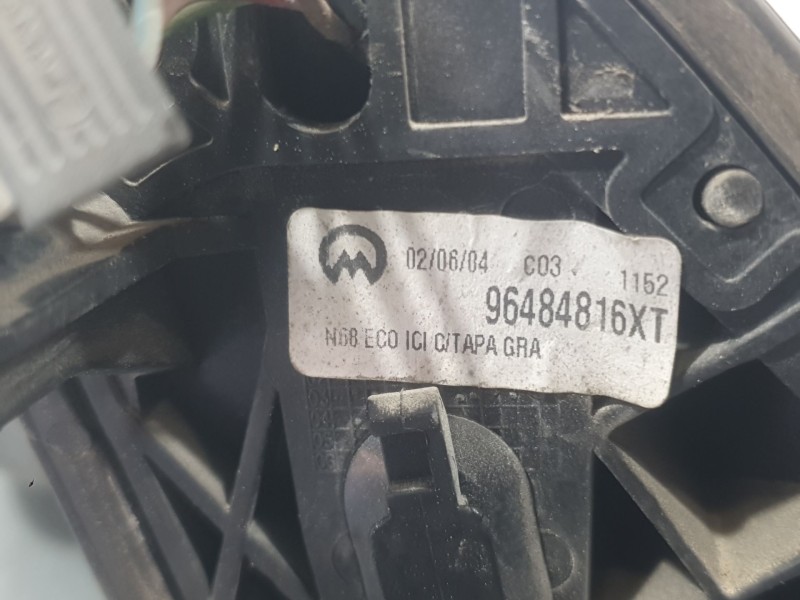 02/06/04 C03 1152
96484816XT
N68 ECO ICI C/TAPA GRA